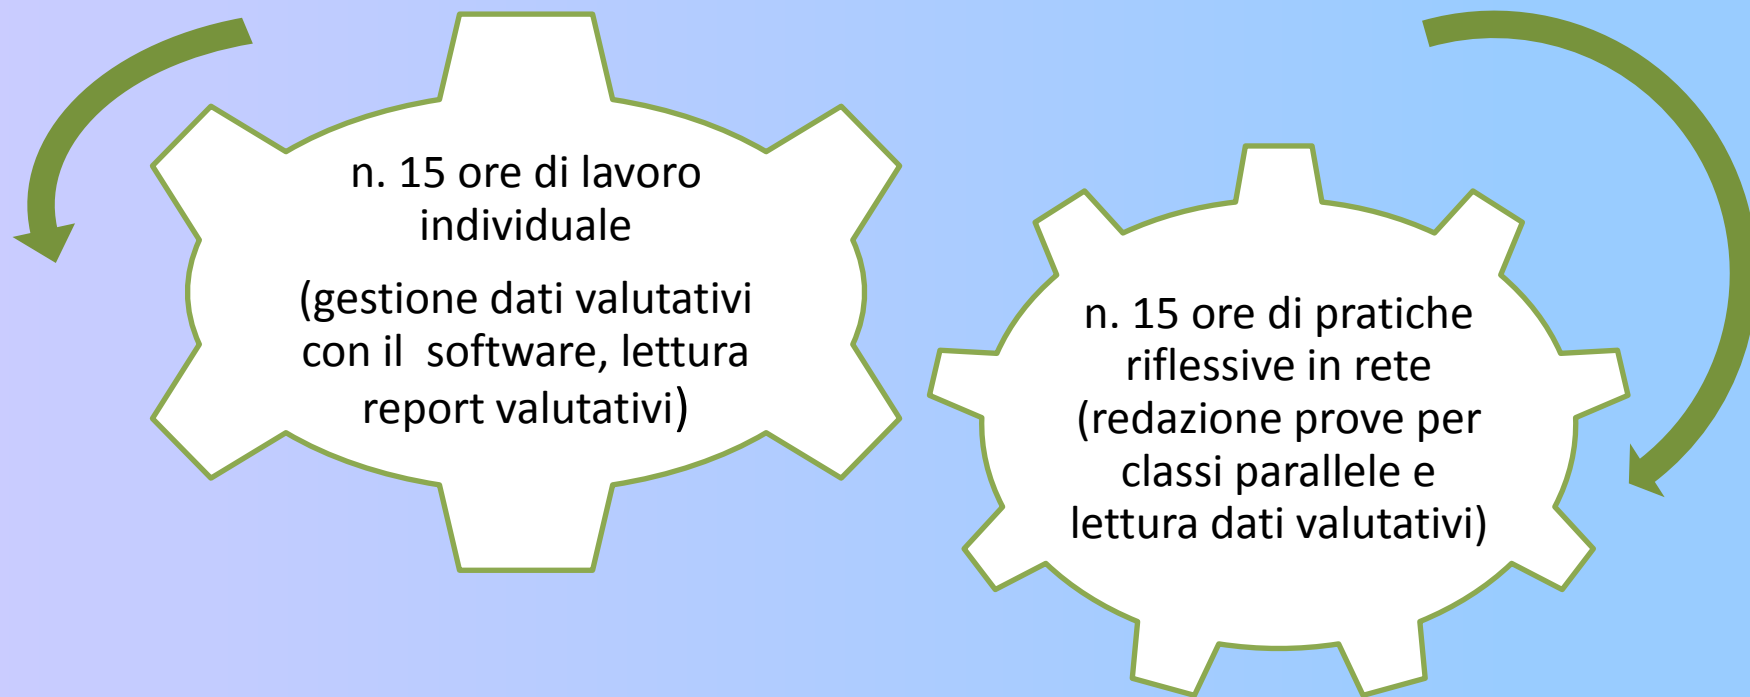 n. 15 ore di lavoro
individuale
(gestione dati valutativi
con il  software, lettura
report valutativi)
n. 15 ore di pratiche
riflessive in rete
(redazione prove per
classi parallele e
lettura dati valutativi)